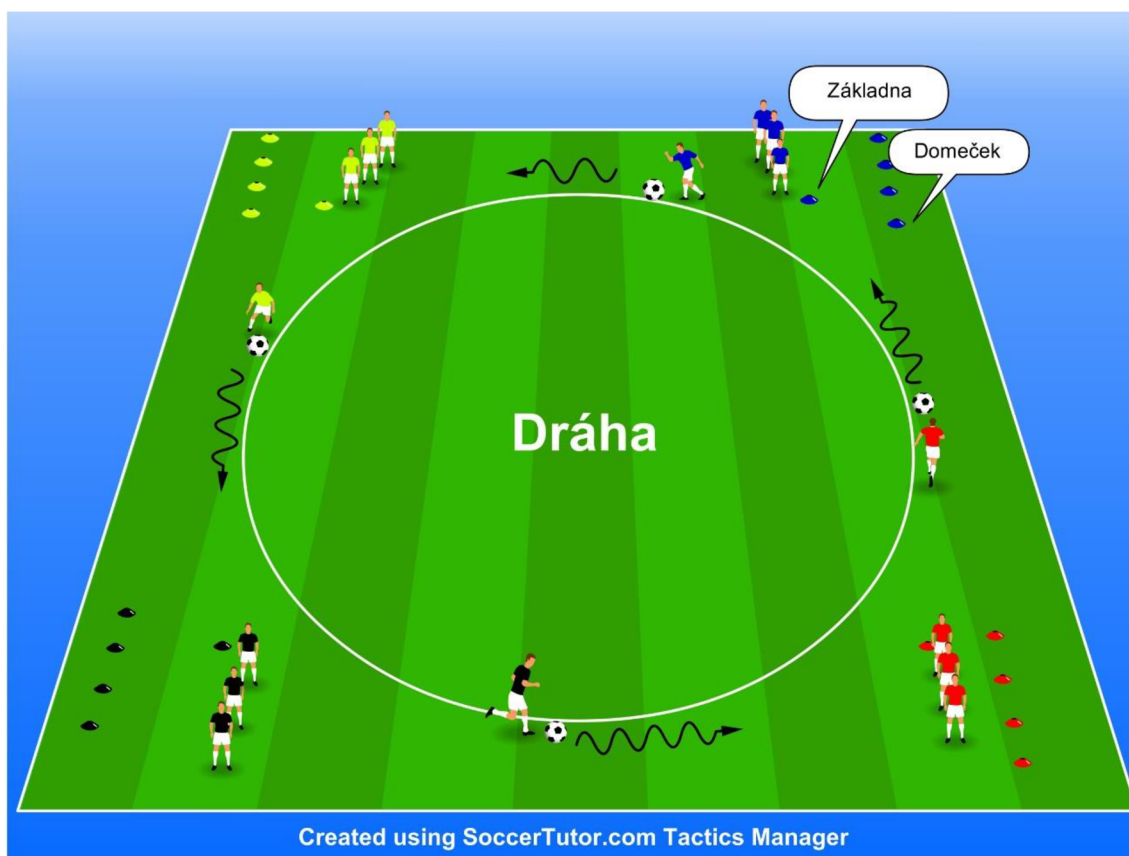 Základna
Domeček
Dráha
Created using SoccerTutor.com Tactics Manager